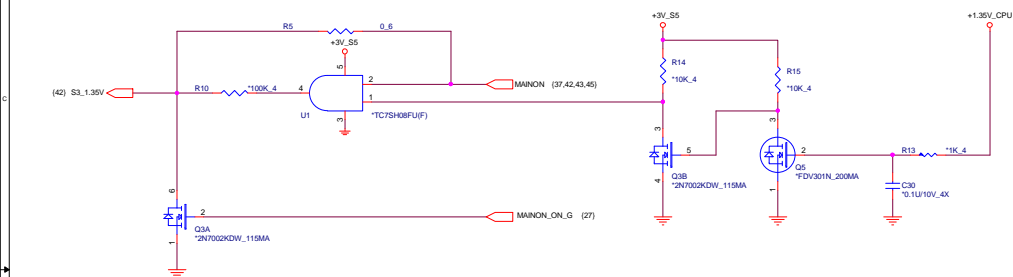 +3V_S5
+1.35V_CPU
R5
0_6
+3V_S5
R14
*10K_4
R15
*10K_4
5
2
MAINON (37,42,43,45)
(42) S3_1.35V
R10
*100K_4
4
1
C
U1
*TC7SH08FU(F)
3
3
3
5
2
R13
*1K_4
4
1
Q3B
*2N7002KDW_115MA
Q5
*FDV301N_200MA
C30
*0.1U/10V_4X
6
2
MAINON_ON_G (27)
Q3A
*2N7002KDW_115MA
1